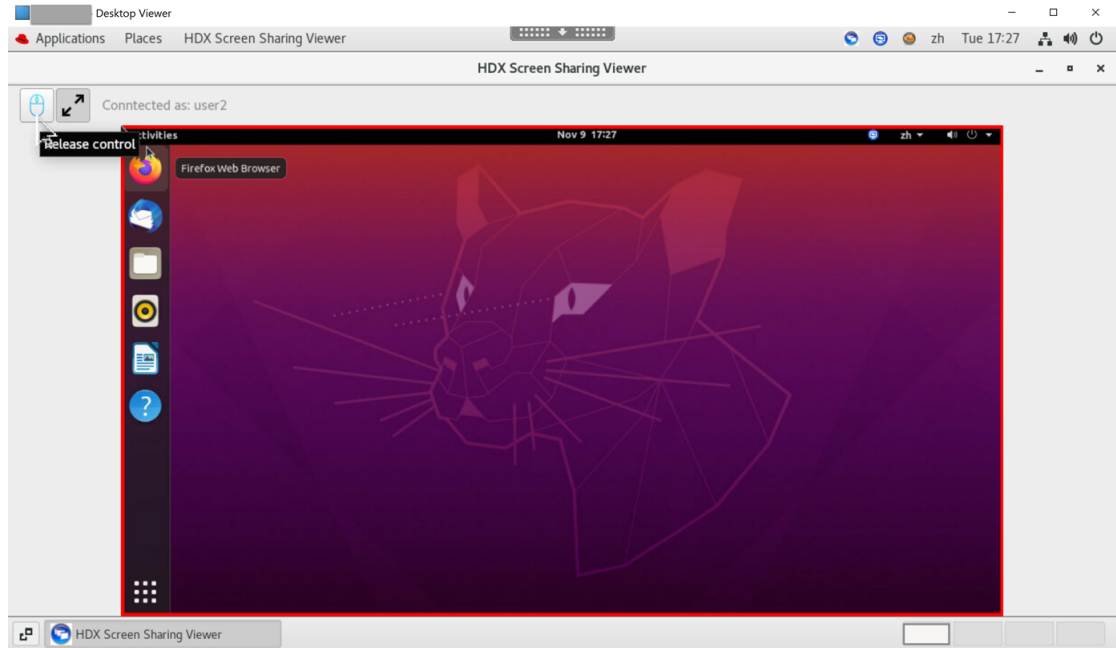 Desktop Viewer
Applications Places HDX Screen Sharing Viewer zh Tue 17:27
HDX Screen Sharing Viewer
Conntected as: user2
Release control
tivities Nov 9 17:27 zh
Firefox Web Browser
?
HDX Screen Sharing Viewer